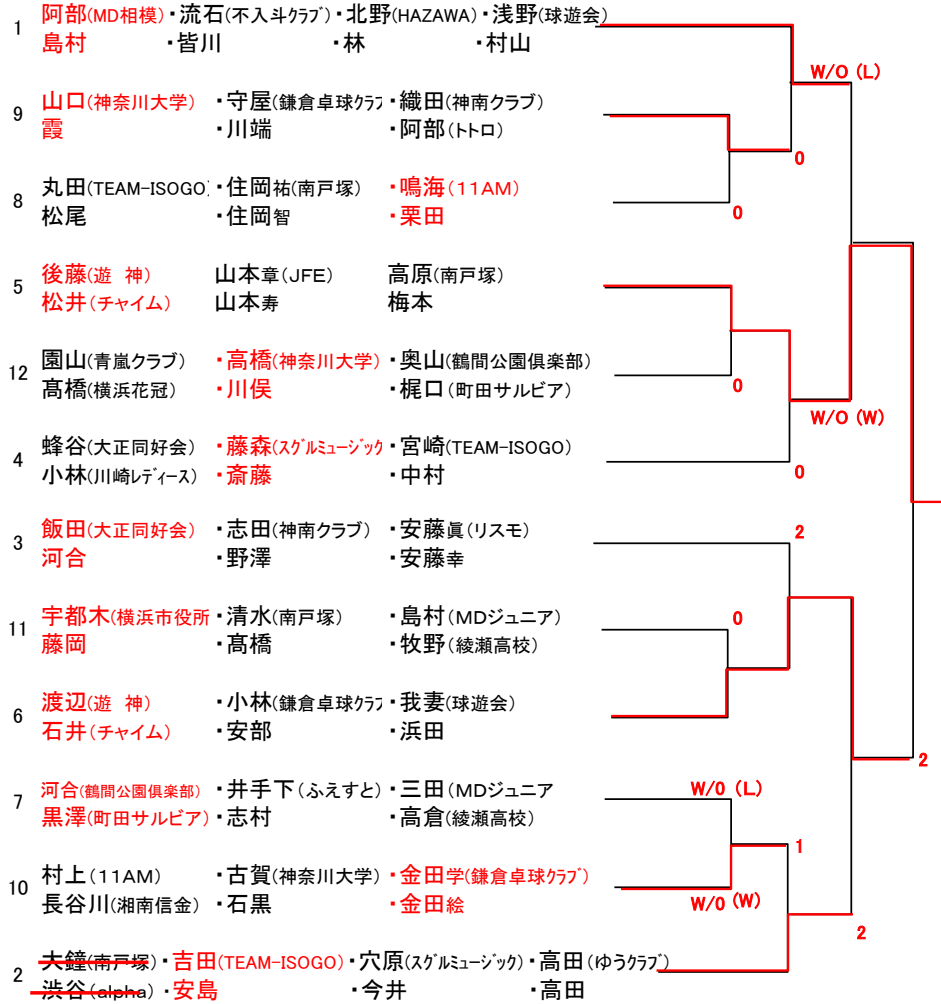 1 阿部(MD相模)・流石(不入斗クラブ)・北野(HAZAWA)・浅野(球遊会)
島村 ・皆川 ・林 ・村山
W/O (L)
9 山口(神奈川大学) ・守屋(鎌倉卓球クラブ ・織田(神南クラブ)
霞 ・川端 ・阿部(トトロ)
0
8 丸田(TEAM-ISOGO) ・住岡祐(南戸塚) ・鳴海(11AM)
松尾 ・住岡智 ・栗田
0
5 後藤(遊 神) 山本章(JFE) 高原(南戸塚)
松井(チャイム) 山本寿 梅本
12 園山(青嵐クラブ) ・高橋(神奈川大学) ・奥山(鶴間公園倶楽部)
髙橋(横浜花冠) ・川俣 ・梶口(町田サルビア)
0
W/O (W)
4 蜂谷(大正同好会) ・藤森(スグルミュージック ・宮崎(TEAM-ISOGO)
小林(川崎レディース) ・斎藤 ・中村
0
3 飯田(大正同好会) ・志田(神南クラブ) ・安藤眞(リスモ)
河合 ・野澤 ・安藤幸
2
11 宇都木(横浜市役所 ・清水(南戸塚) ・島村(MDジュニア)
藤岡 ・髙橋 ・牧野(綾瀬高校)
0
6 渡辺(遊 神) ・小林(鎌倉卓球クラブ ・我妻(球遊会)
石井(チャイム) ・安部 ・浜田
2
7 河合(鶴間公園倶楽部) ・井手下(ふえすと) ・三田(MDジュニア
黒澤(町田サルビア) ・志村 ・高倉(綾瀬高校)
W/0 (L)
1
10 村上(11AM) ・古賀(神奈川大学) ・金田学(鎌倉卓球クラブ)
長谷川(湘南信金) ・石黒 ・金田絵
W/0 (W)
2
2 大鐘(南戸塚)・吉田(TEAM-ISOGO)・穴原(スグルミュージック)・高田(ゆうクラブ)
渋谷(alpha)・安島 ・今井 ・高田